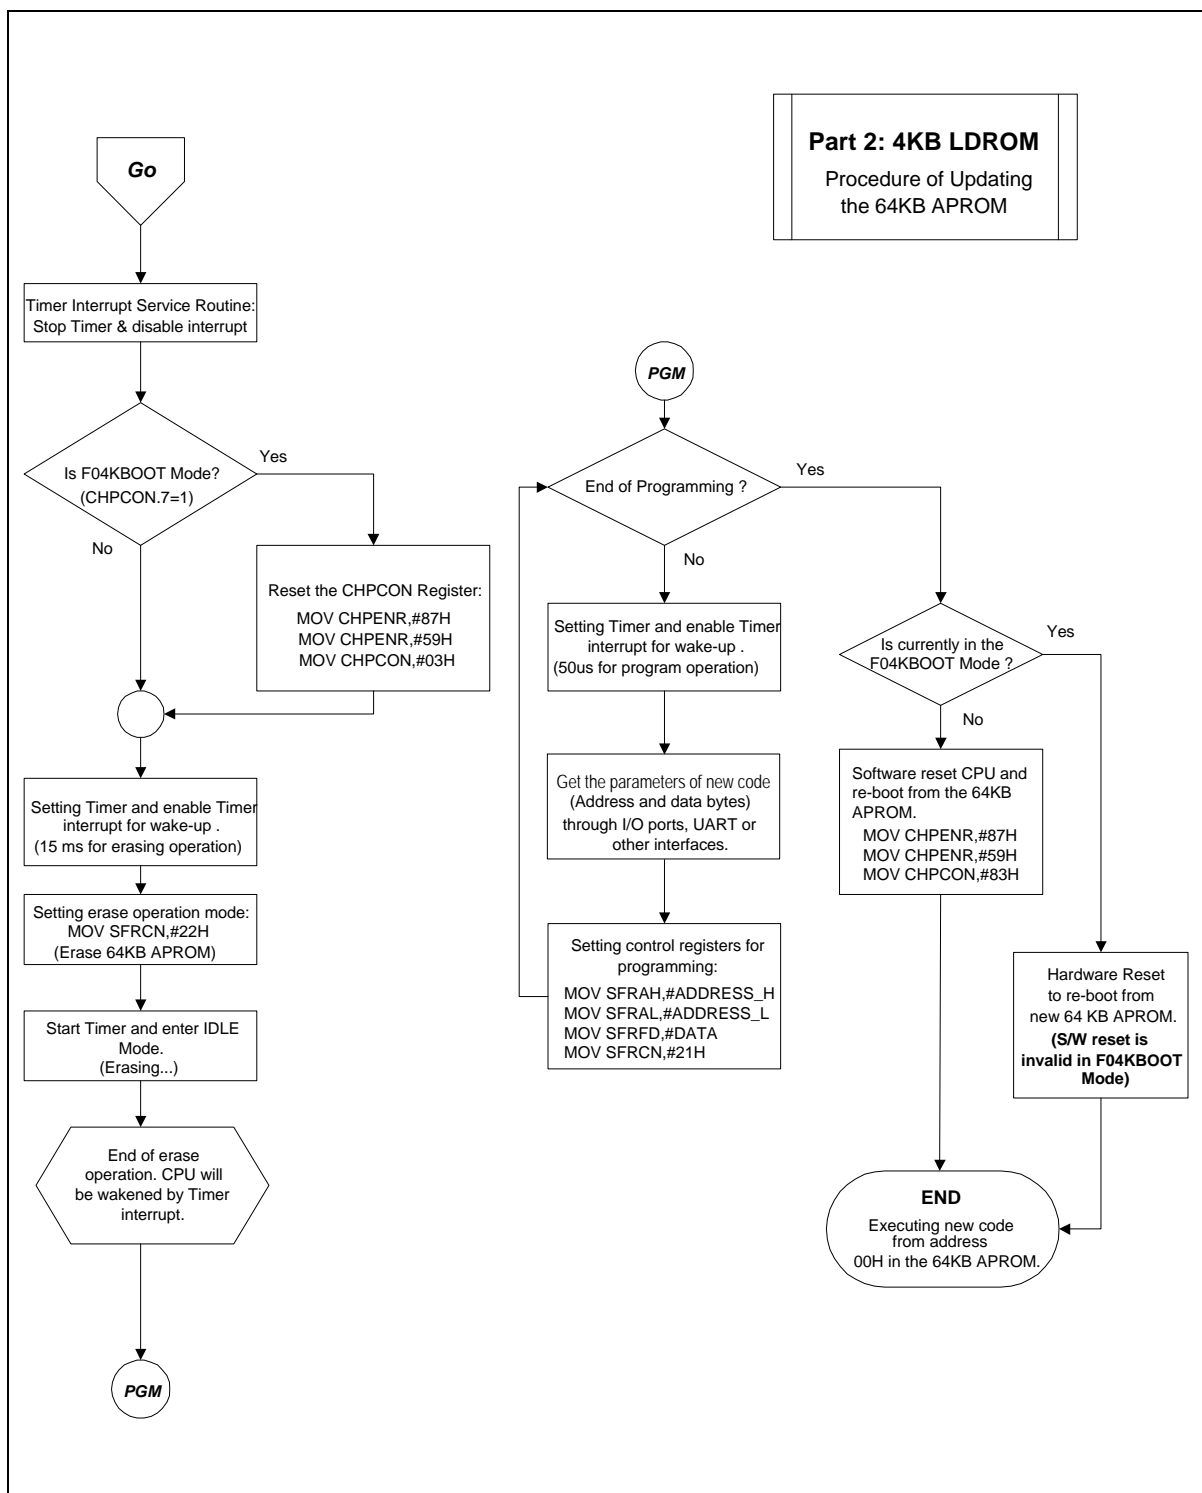 Part 2: 4KB LDROM
Procedure of Updating
the 64KB APROM
Go
Timer Interrupt Service Routine:
Stop Timer & disable interrupt
Is F04KBOOT Mode?
(CHPCON.7=1)
Yes
No
Reset the CHPCON Register:
MOV CHPENR,#87H
MOV CHPENR,#59H
MOV CHPCON,#03H
Setting Timer and enable Timer
interrupt for wake-up .
(15 ms for erasing operation)
Setting erase operation mode:
MOV SFRCN,#22H
(Erase 64KB APROM)
Start Timer and enter IDLE
Mode.
(Erasing...)
End of erase
operation. CPU will
be wakened by Timer
interrupt.
PGM
PGM
End of Programming ?
Yes
No
Setting Timer and enable Timer
interrupt for wake-up .
(50us for program operation)
Get the parameters of new code
(Address and data bytes)
through I/O ports, UART or
other interfaces.
Setting control registers for
programming:
MOV SFRAH,#ADDRESS_H
MOV SFRAL,#ADDRESS_L
MOV SFRFD,#DATA
MOV SFRCN,#21H
Is currently in the
F04KBOOT Mode ?
Yes
No
Software reset CPU and
re-boot from the 64KB
APROM.
MOV CHPENR,#87H
MOV CHPENR,#59H
MOV CHPCON,#83H
Hardware Reset
to re-boot from
new 64 KB APROM.
(S/W reset is
invalid in F04KBOOT
Mode)
END
Executing new code
from address
00H in the 64KB APROM.